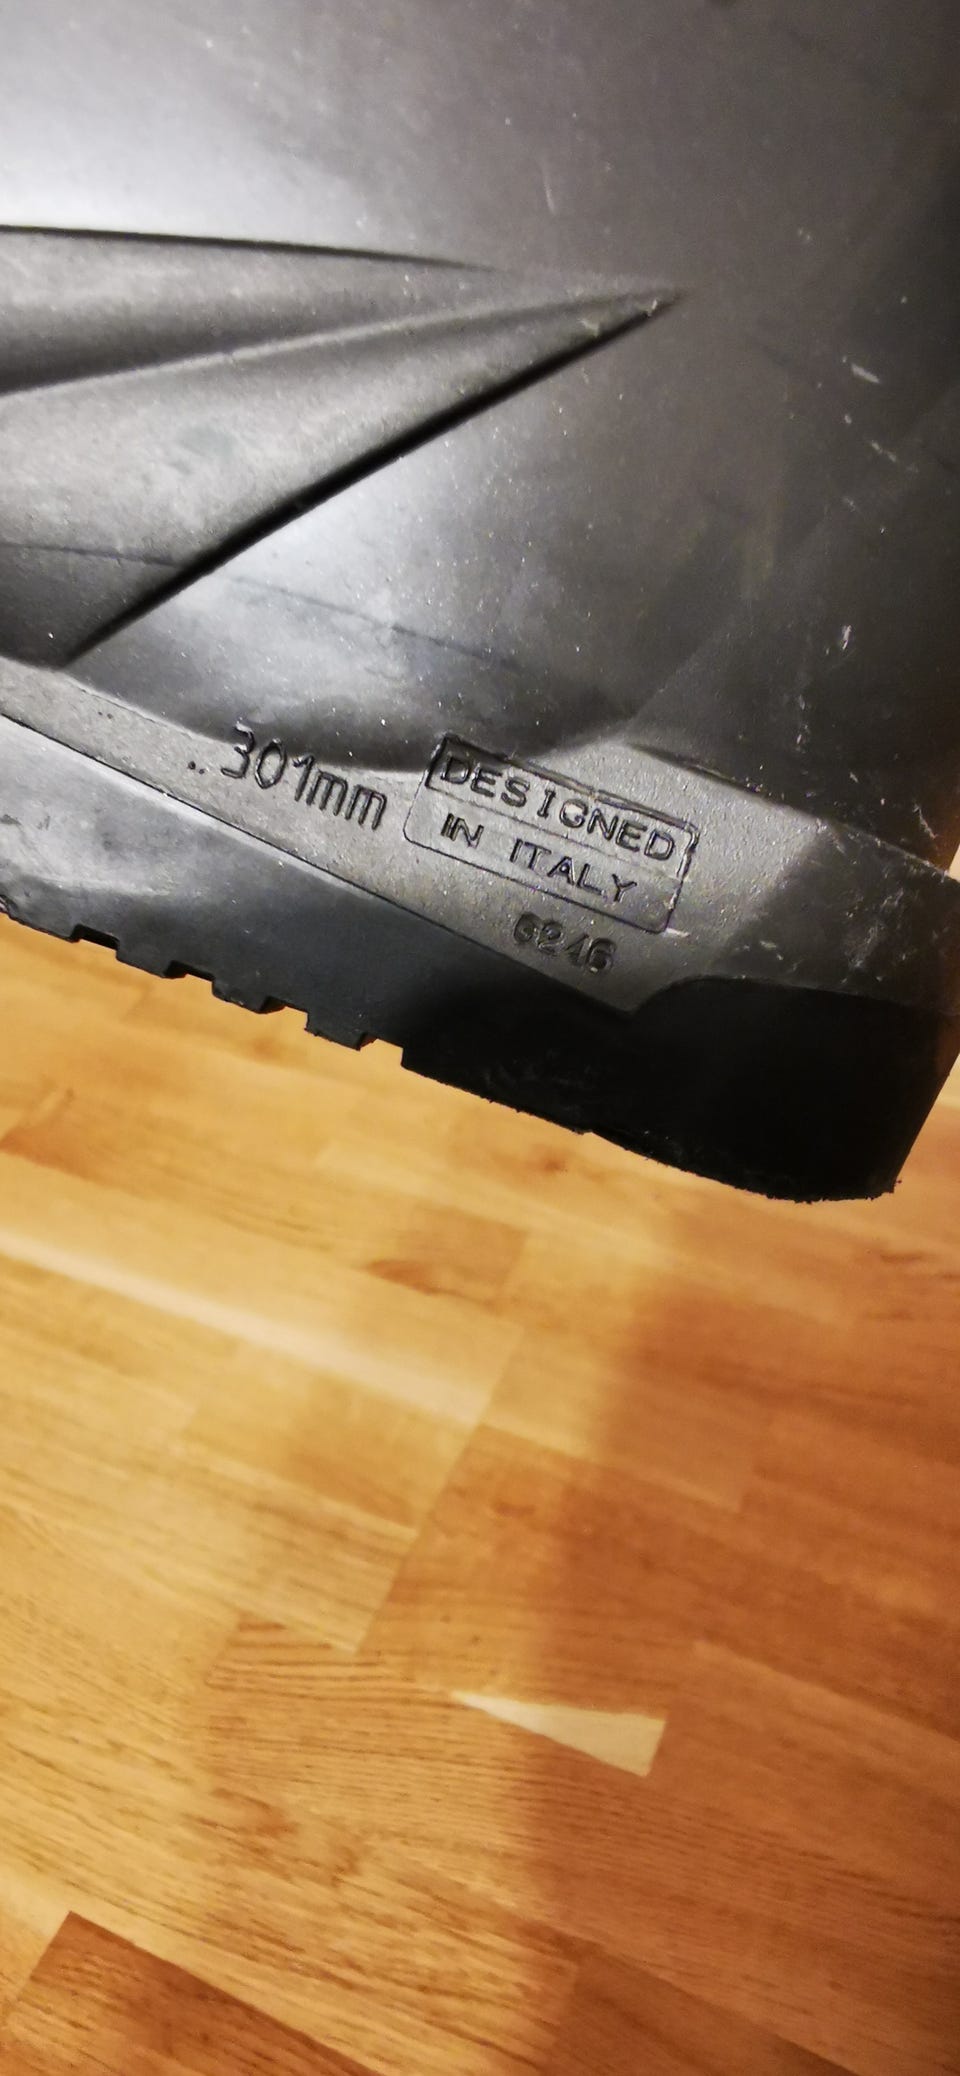 301mm
DESIGNED
IN ITALY
6246